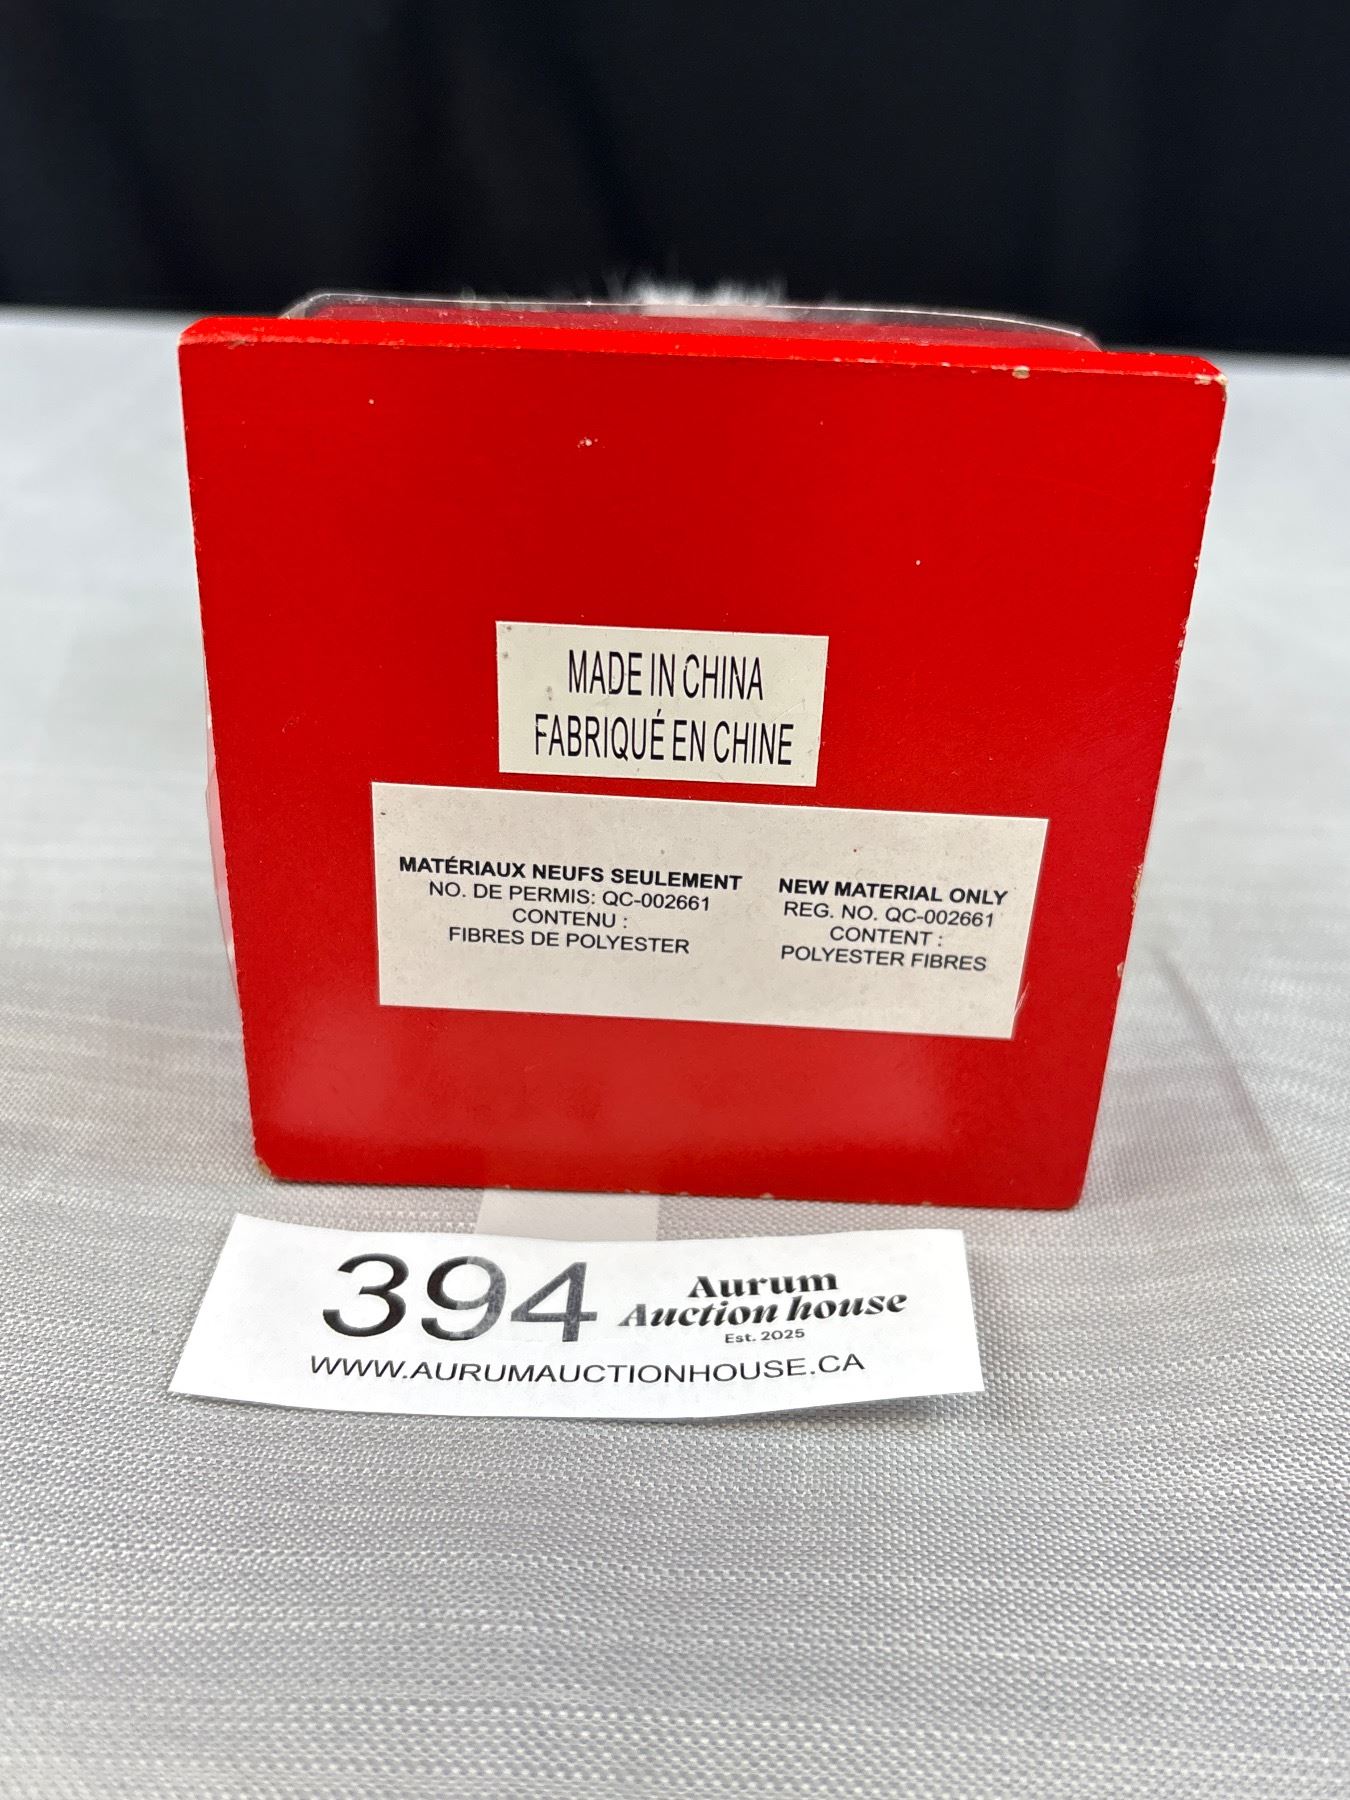 MADE IN CHINA
FABRIQUÉ EN CHINE
MATÉRIAUX NEUFS SEULEMENT
NO. DE PERMIS: QC-002661
CONTENU :
FIBRES DE POLYESTER
NEW MATERIAL ONLY
REG. NO. QC-002661
CONTENT :
POLYESTER FIBRES
394
Aurum
Auction house
Est. 2025
WWW.AURUMAUCTIONHOUSE.CA